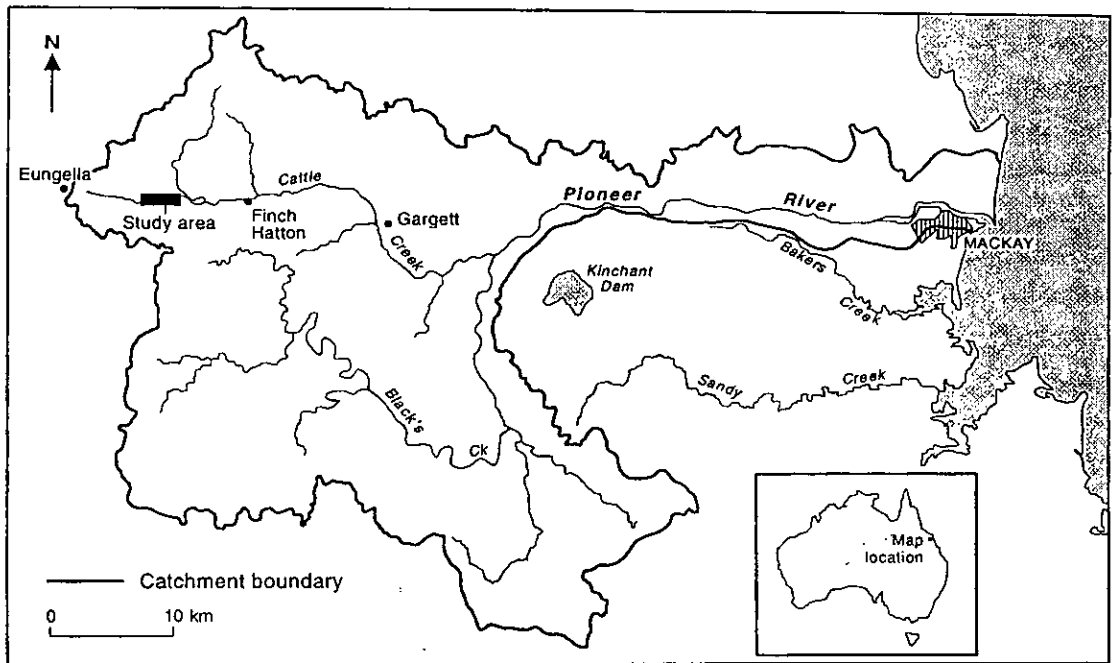 N
Eungella
Study area
Finch
Hatton
Cattle
Creek
Gargett
Pioneer
River
MACKAY
Bakers
Creek
Kinchant
Dam
Sandy
Creek
Black's
Ck
Map
location
Catchment boundary
0 10 km